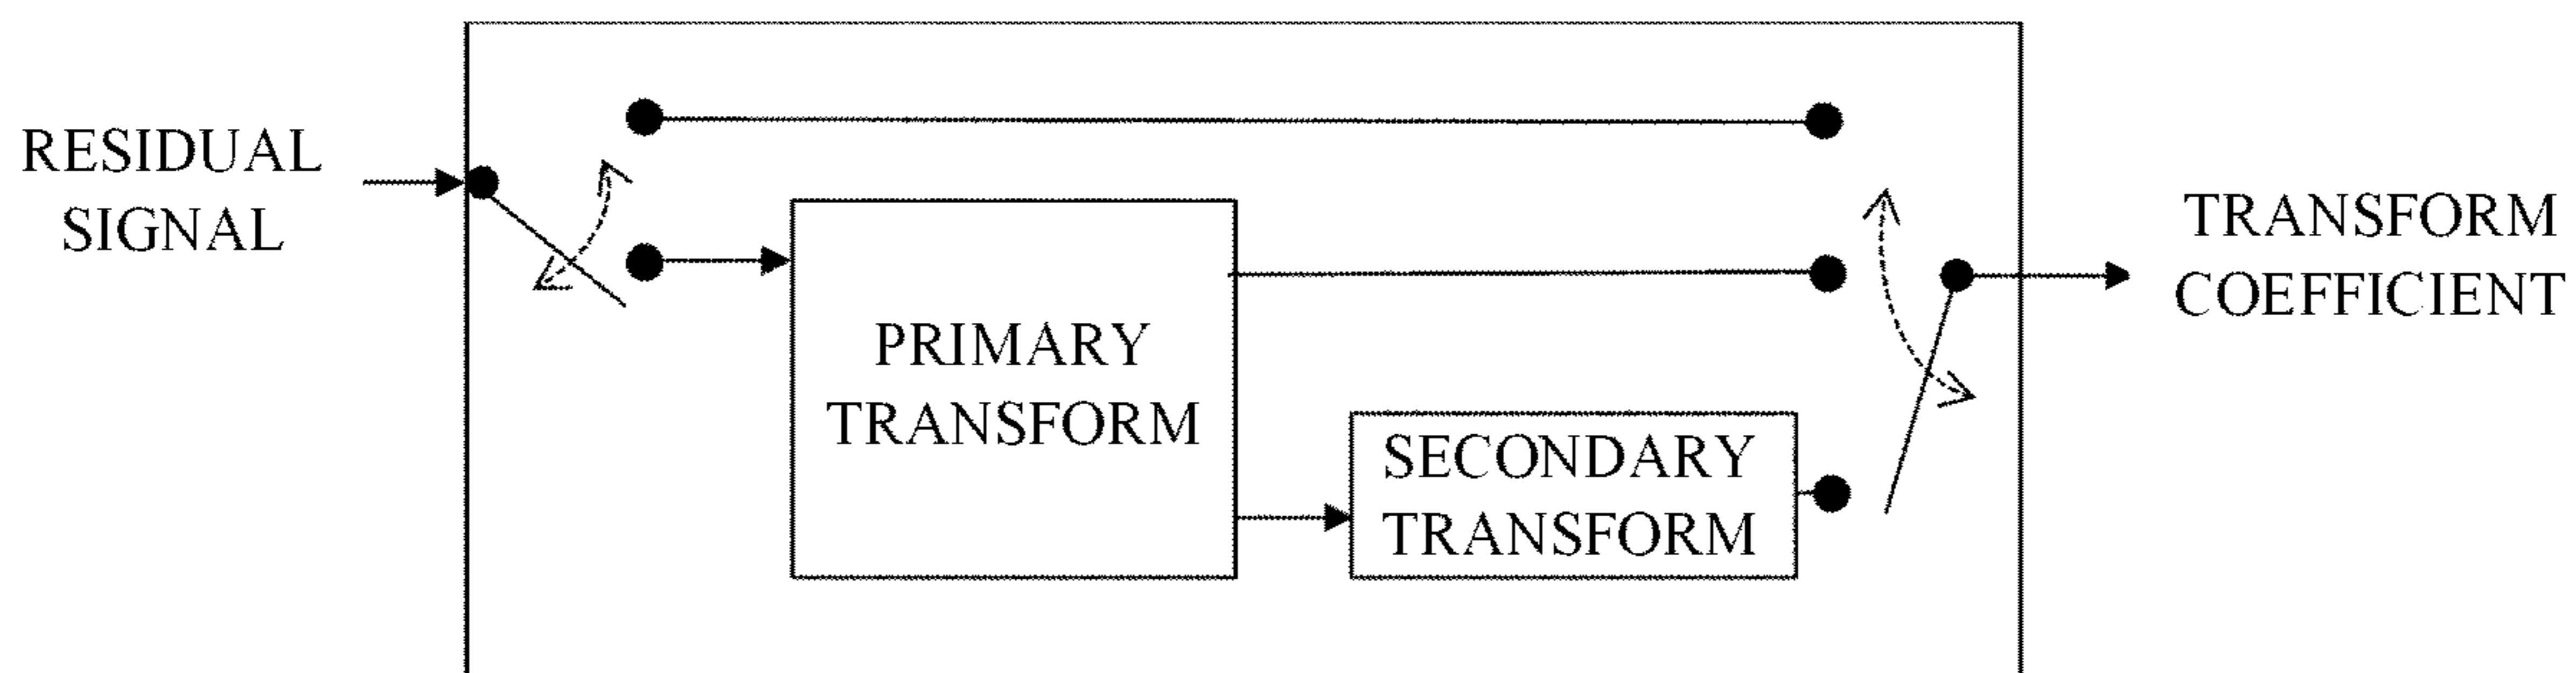 RESIDUAL
SIGNAL
PRIMARY
TRANSFORM
SECONDARY
TRANSFORM
TRANSFORM
COEFFICIENT